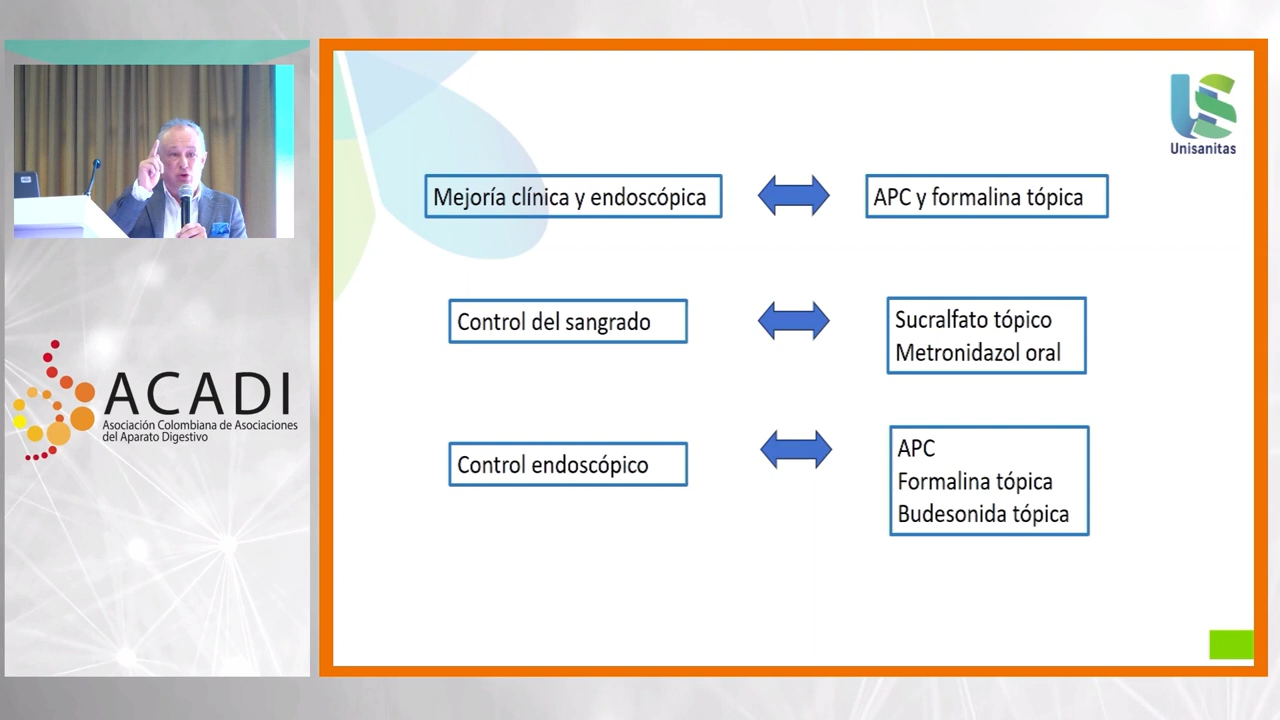 Unisanitas
Mejoría clínica y endoscópica
APC y formalina tópica
Control del sangrado
Sucralfato tópico
Metronidazol oral
Control endoscópico
APC
Formalina tópica
Budesonida tópica
ACADI
Asociación Colombiana de Asociaciones
del Aparato Digestivo